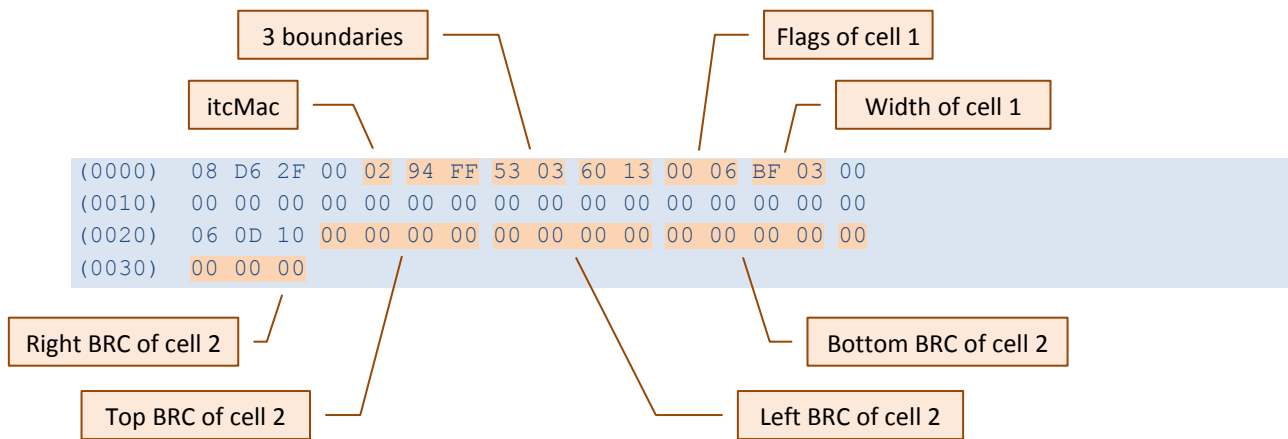 3 boundaries
Flags of cell 1
itcMac
Width of cell 1
(0000) 08 D6 2F 00 02 94 FF 53 03 60 13 00 06 BF 03 00
(0010) 00 00 00 00 00 00 00 00 00 00 00 00 00 00 00 00
(0020) 06 0D 10 00 00 00 00 00 00 00 00 00 00 00 00 00
(0030) 00 00 00
Right BRC of cell 2
Bottom BRC of cell 2
Top BRC of cell 2
Left BRC of cell 2